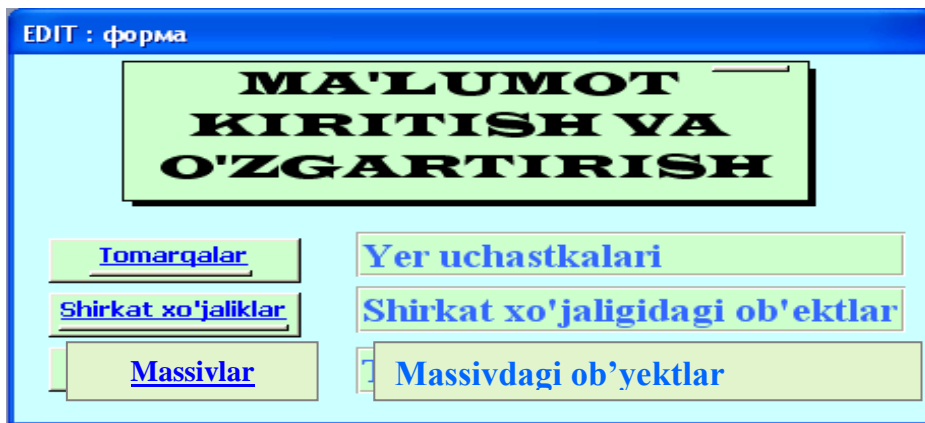 EDIT : форма
MA'LUMOT
KIRITISH VA
O'ZGARTIRISH
Tomarqalar Yer uchastkalari
Shirkat xo'jaliklar Shirkat xo'jaligidagi ob'ektlar
Massivlar Massivdagi ob’yektlar